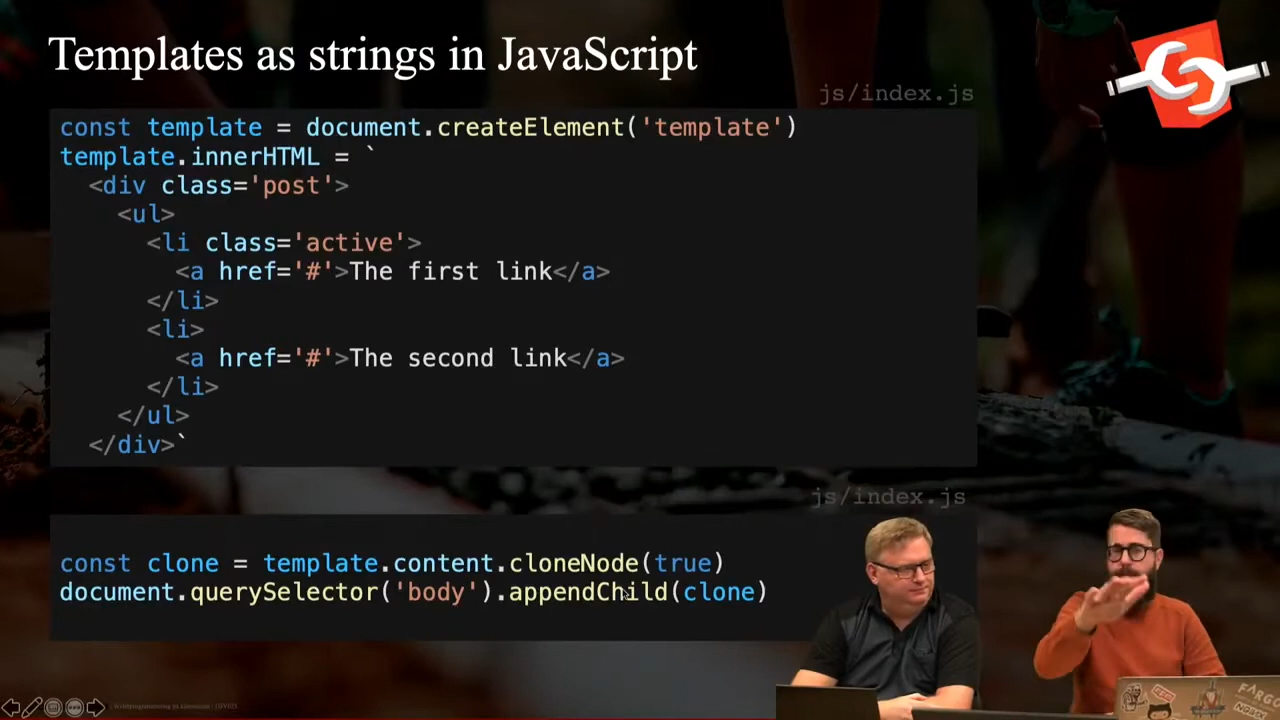 Templates as strings in JavaScript
js/index.js
const template = document.createElement('template')
template.innerHTML = `
<div class='post'>
<ul>
<li class='active'>
<a href='#'>The first link</a>
</li>
<li>
<a href='#'>The second link</a>
</li>
</ul>
</div>`
js/index.js
const clone = template.content.cloneNode(true)
document.querySelector('body').appendChild(clone)